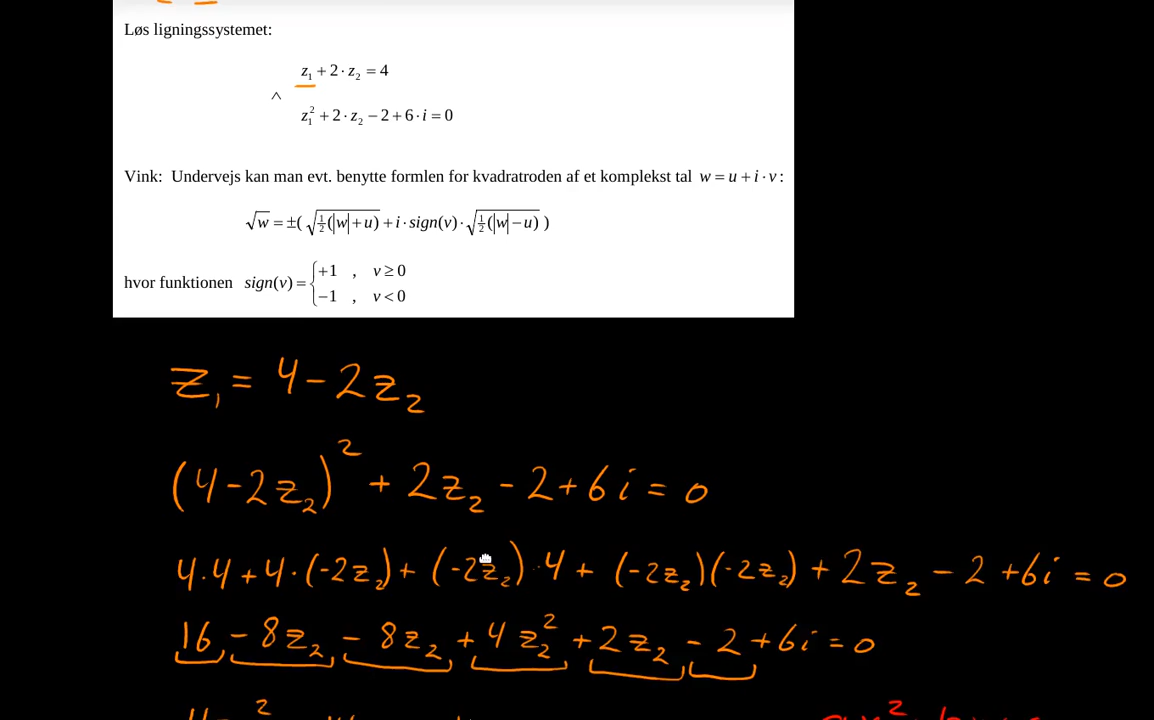 Løs ligningssystemet:
z₁ + 2 · z₂ = 4
∧
z₁² + 2 · z₂ − 2 + 6 · i = 0
Vink: Undervejs kan man evt. benytte formlen for kvadratroden af et komplekst tal w = u + i · v :
√w = ±( √(½(|w| + u)) + i · sign(v) · √(½(|w| − u)) )
hvor funktionen sign(v) = { +1 , v ≥ 0
−1 , v < 0
z₁ = 4 − 2z₂
(4 − 2z₂)² + 2z₂ − 2 + 6i = 0
4·4 + 4·(−2z₂) + (−2z₂)·4 + (−2z₂)(−2z₂) + 2z₂ − 2 + 6i = 0
16 − 8z₂ − 8z₂ + 4z₂² + 2z₂ − 2 + 6i = 0